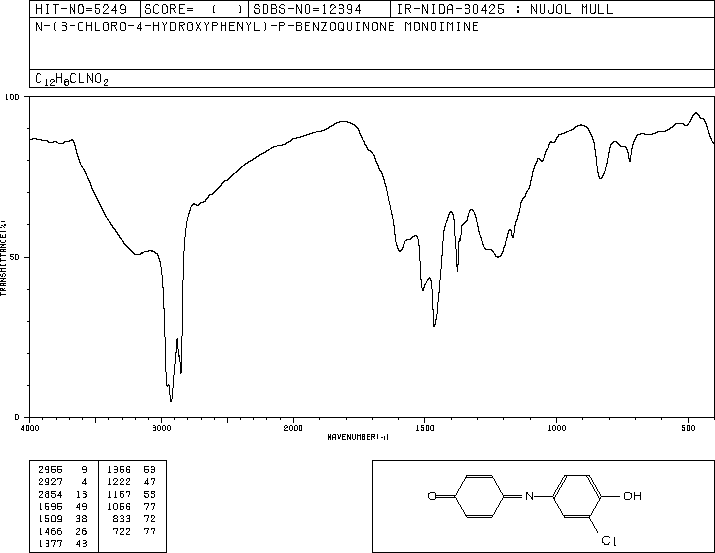 HIT-NO=5249 SCORE= ( ) SDBS-NO=12394 IR-NIDA-30425 : NUJOL MULL
N-(3-CHLORO-4-HYDROXYPHENYL)-P-BENZOQUINONE MONOIMINE
C12H8CLNO2
100
50
0
TRANSMITTANCE(%)
4000 3000 2000 1500 1000 500
WAVENUMBER(-1)
2955 9 1366 59
2927 4 1222 47
2854 13 1167 55
1595 49 1056 77
1509 38 833 72
1466 26 722 77
1377 43
O N OH
Cl